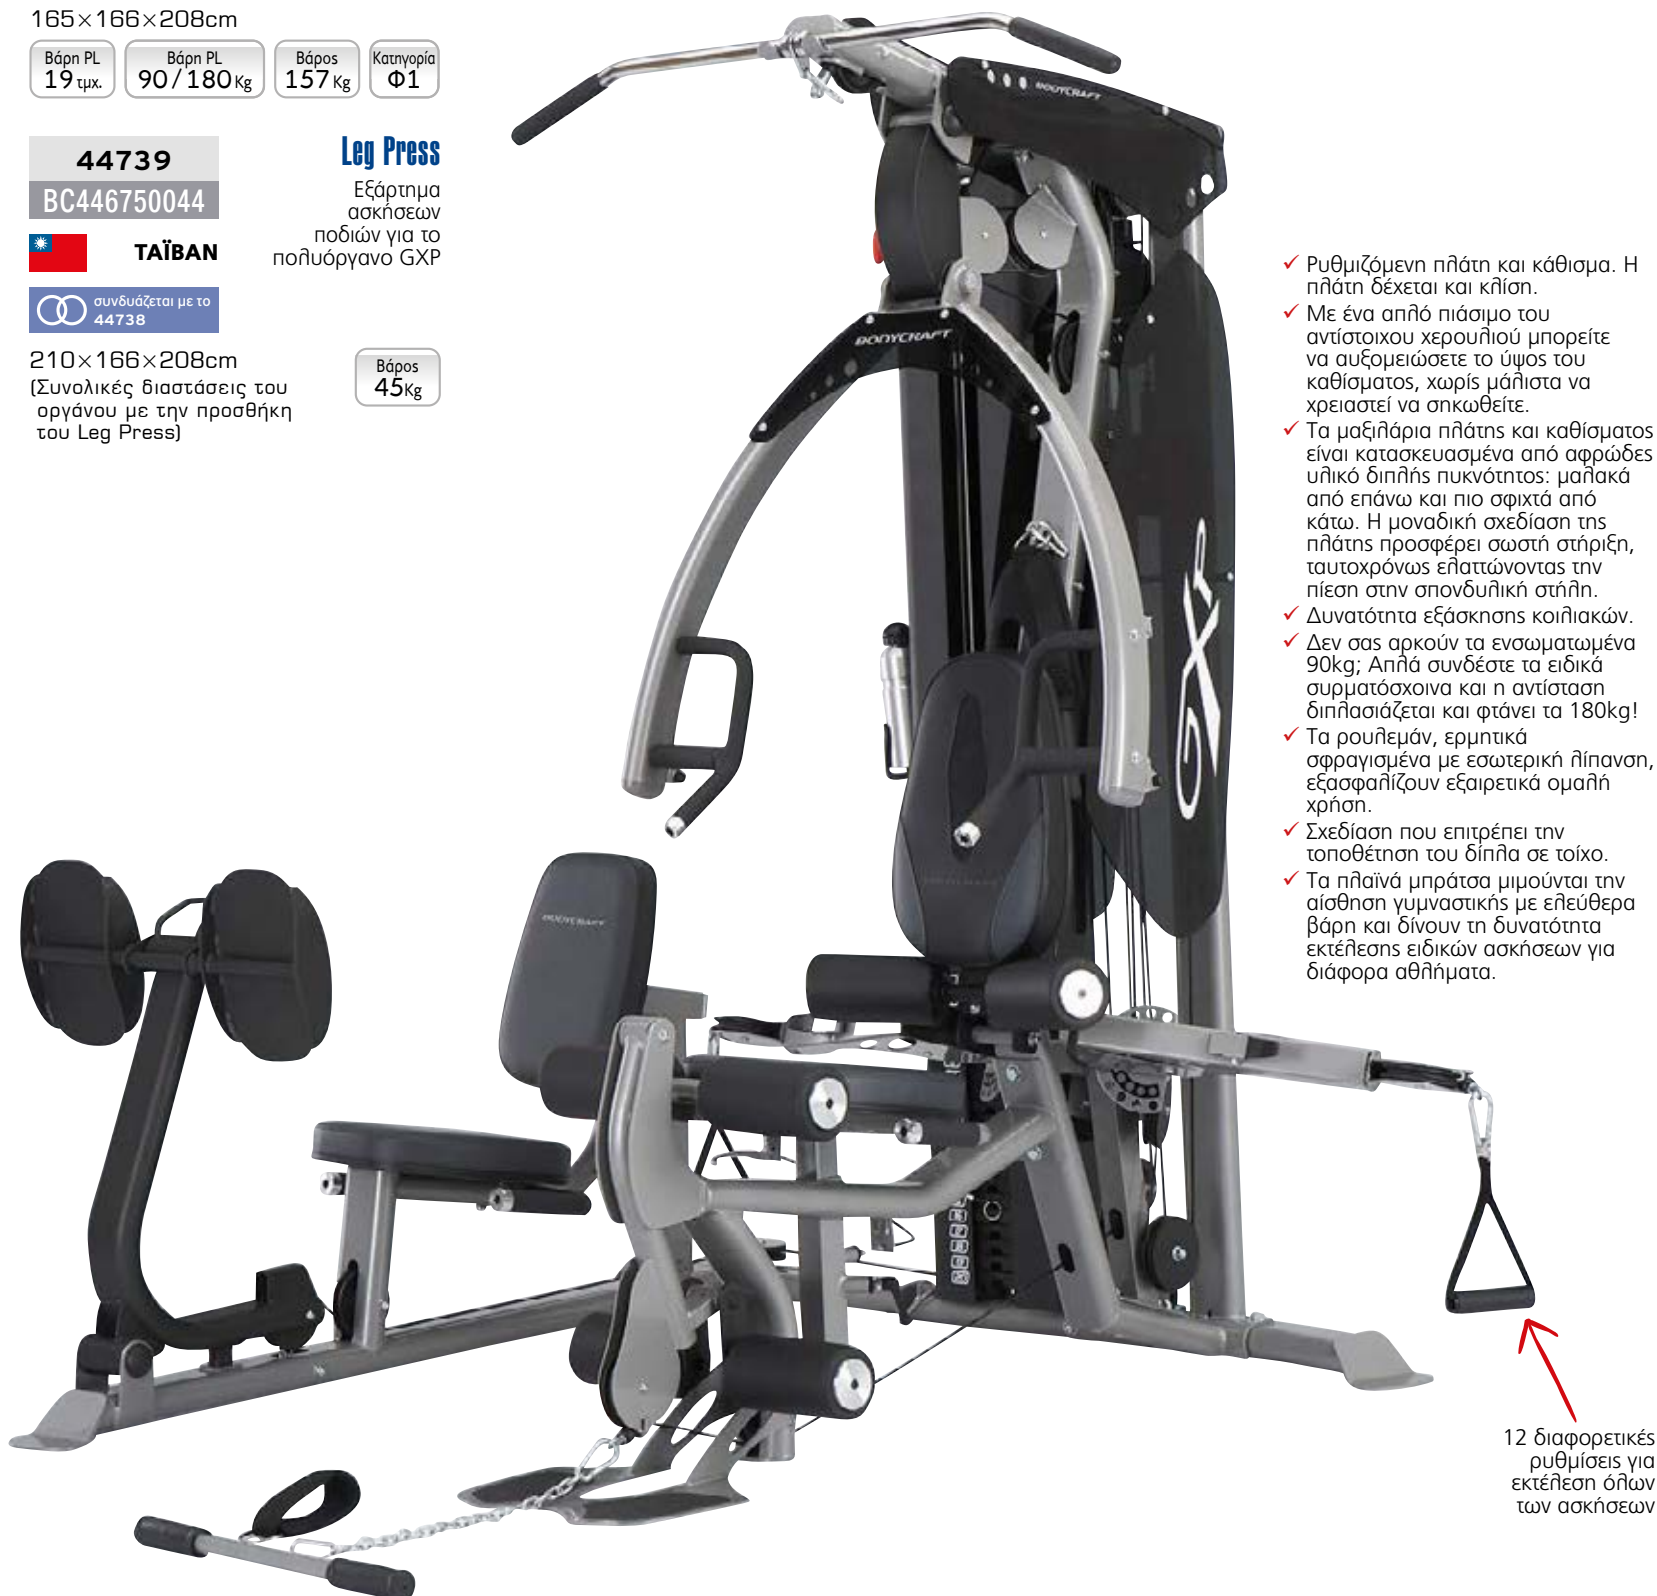 165×166×208cm
Βάρη PL
19 τμχ.
Βάρη PL
90/180 Kg
Βάρος
157 Kg
Κατηγορία
Φ1
44739
BC446750044
ΤΑΪΒΑΝ
συνδυάζεται με το
44738
Leg Press
Εξάρτημα
ασκήσεων
ποδιών για το
πολυόργανο GXP
210×166×208cm
(Συνολικές διαστάσεις του
οργάνου με την προσθήκη
του Leg Press)
Βάρος
45Kg
BODYCRAFT
BODYCRAFT
BODYCRAFT
GXP
✓ Ρυθμιζόμενη πλάτη και κάθισμα. Η
πλάτη δέχεται και κλίση.
✓ Με ένα απλό πιάσιμο του
αντίστοιχου χερουλιού μπορείτε
να αυξομειώσετε το ύψος του
καθίσματος, χωρίς μάλιστα να
χρειαστεί να σηκωθείτε.
✓ Τα μαξιλάρια πλάτης και καθίσματος
είναι κατασκευασμένα από αφρώδες
υλικό διπλής πυκνότητος: μαλακά
από επάνω και πιο σφιχτά από
κάτω. Η μοναδική σχεδίαση της
πλάτης προσφέρει σωστή στήριξη,
ταυτοχρόνως ελαττώνοντας την
πίεση στην σπονδυλική στήλη.
✓ Δυνατότητα εξάσκησης κοιλιακών.
✓ Δεν σας αρκούν τα ενσωματωμένα
90kg; Απλά συνδέστε τα ειδικά
συρματόσχοινα και η αντίσταση
διπλασιάζεται και φτάνει τα 180kg!
✓ Τα ρουλεμάν, ερμητικά
σφραγισμένα με εσωτερική λίπανση,
εξασφαλίζουν εξαιρετικά ομαλή
χρήση.
✓ Σχεδίαση που επιτρέπει την
τοποθέτηση του δίπλα σε τοίχο.
✓ Τα πλαϊνά μπράτσα μιμούνται την
αίσθηση γυμναστικής με ελεύθερα
βάρη και δίνουν τη δυνατότητα
εκτέλεσης ειδικών ασκήσεων για
διάφορα αθλήματα.
12 διαφορετικές
ρυθμίσεις για
εκτέλεση όλων
των ασκήσεων